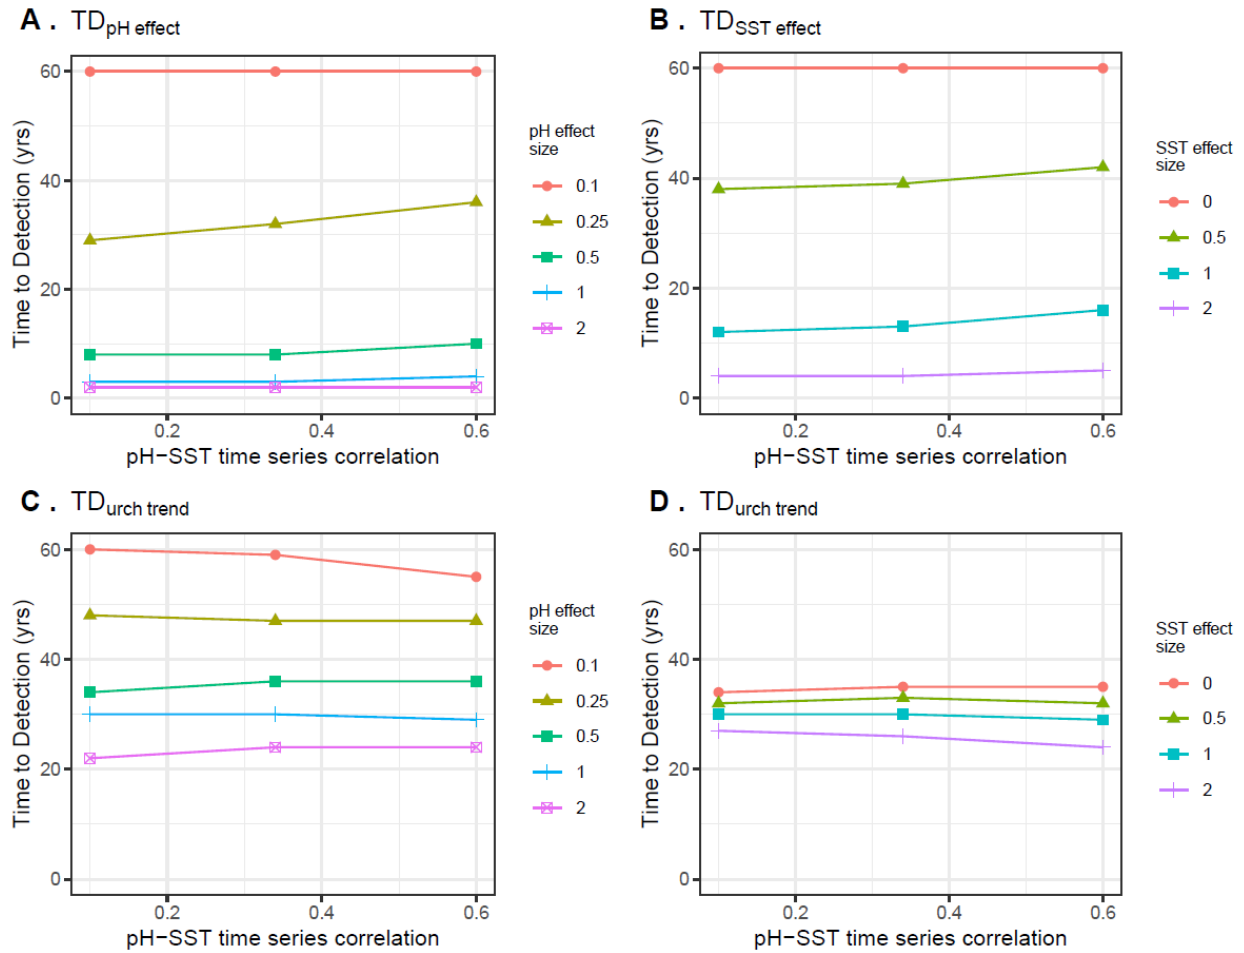 A . TDpH effect
60
40
20
0
Time to Detection (yrs)
0.2 0.4 0.6
pH−SST time series correlation
pH effect
size
0.1
0.25
0.5
1
2
B . TDSST effect
60
40
20
0
Time to Detection (yrs)
0.2 0.4 0.6
pH−SST time series correlation
SST effect
size
0
0.5
1
2
C . TDurch trend
60
40
20
0
Time to Detection (yrs)
0.2 0.4 0.6
pH−SST time series correlation
pH effect
size
0.1
0.25
0.5
1
2
D . TDurch trend
60
40
20
0
Time to Detection (yrs)
0.2 0.4 0.6
pH−SST time series correlation
SST effect
size
0
0.5
1
2